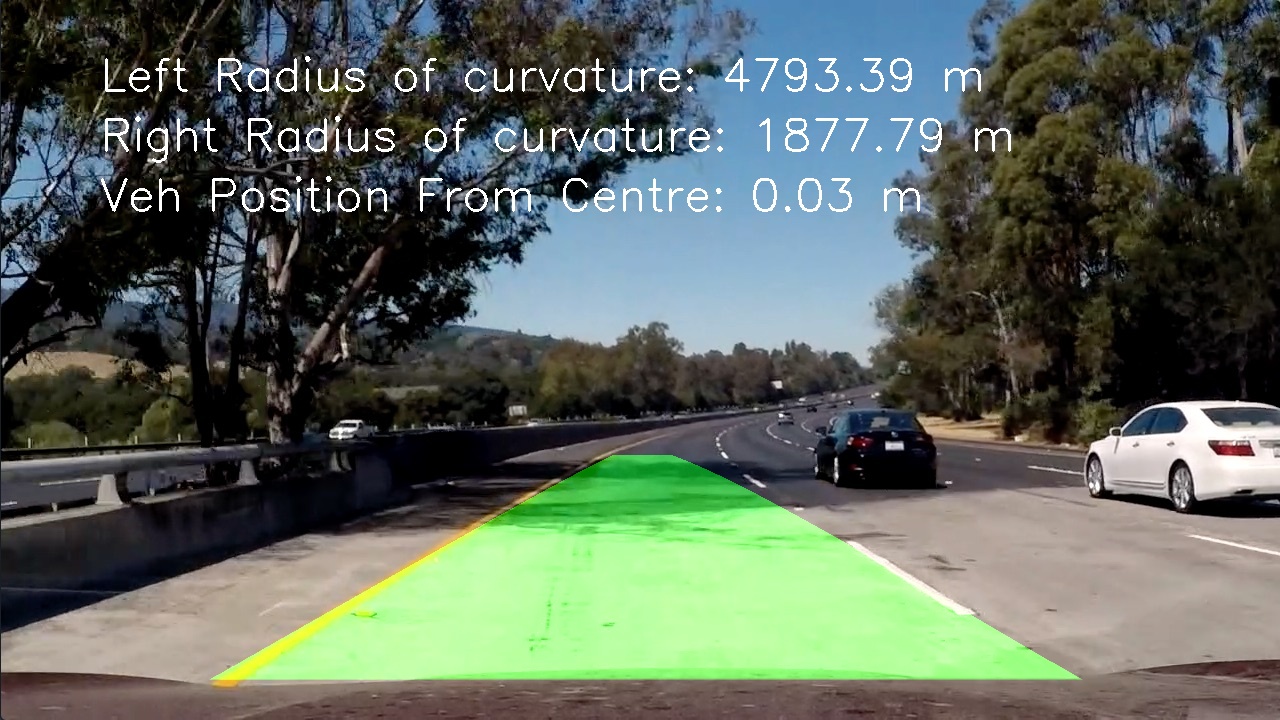 Left Radius of curvature: 4793.39 m
Right Radius of curvature: 1877.79 m
Veh Position From Centre: 0.03 m